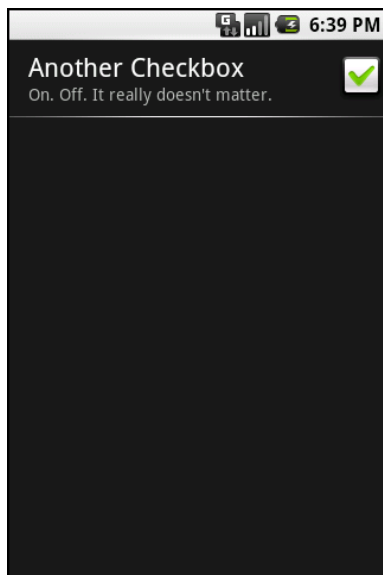 G
6:39 PM
Another Checkbox
On. Off. It really doesn't matter.